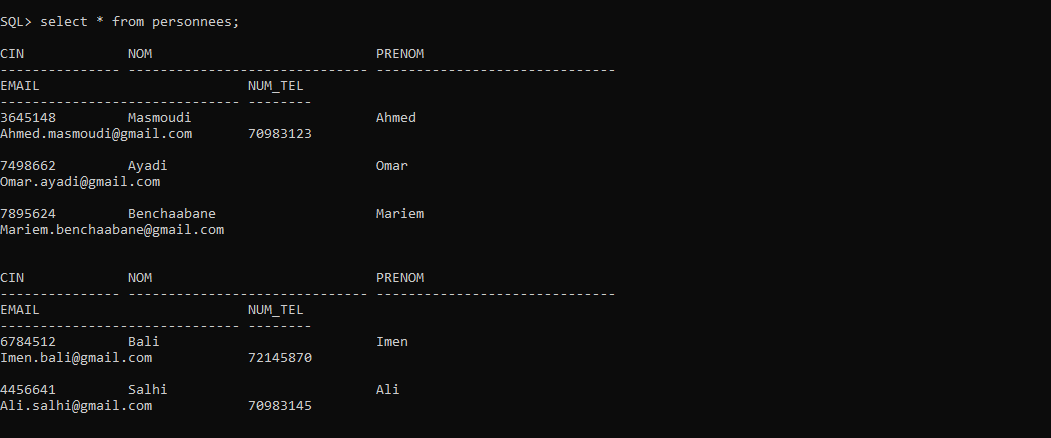 SQL> select * from personnees;
CIN             NOM                            PRENOM
--------------- ------------------------------ ------------------------------
EMAIL                          NUM_TEL
------------------------------ --------
3645148         Masmoudi                       Ahmed
Ahmed.masmoudi@gmail.com       70983123
7498662         Ayadi                          Omar
Omar.ayadi@gmail.com
7895624         Benchaabane                    Mariem
Mariem.benchaabane@gmail.com
CIN             NOM                            PRENOM
--------------- ------------------------------ ------------------------------
EMAIL                          NUM_TEL
------------------------------ --------
6784512         Bali                           Imen
Imen.bali@gmail.com            72145870
4456641         Salhi                          Ali
Ali.salhi@gmail.com            70983145